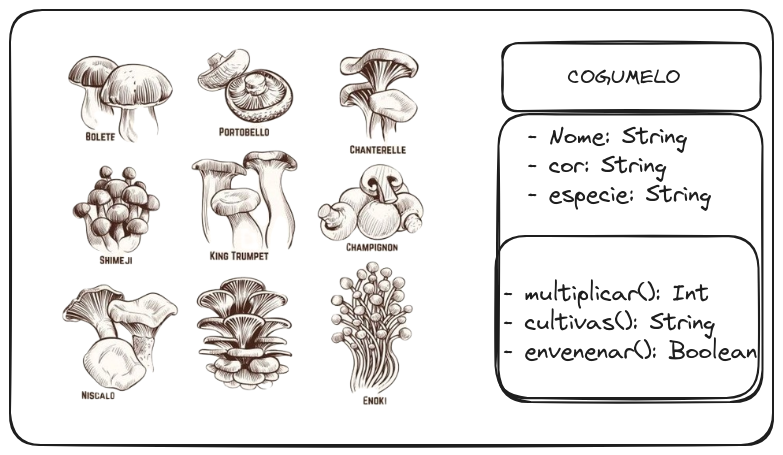 BOLETE
PORTOBELLO
CHANTERELLE
SHIMEJI
KING TRUMPET
CHAMPIGNON
NISCALO
ENOKI
COGUMELO
- Nome: String
- cor: String
- especie: String
- multiplicar(): Int
- cultivas(): String
- envenenar(): Boolean